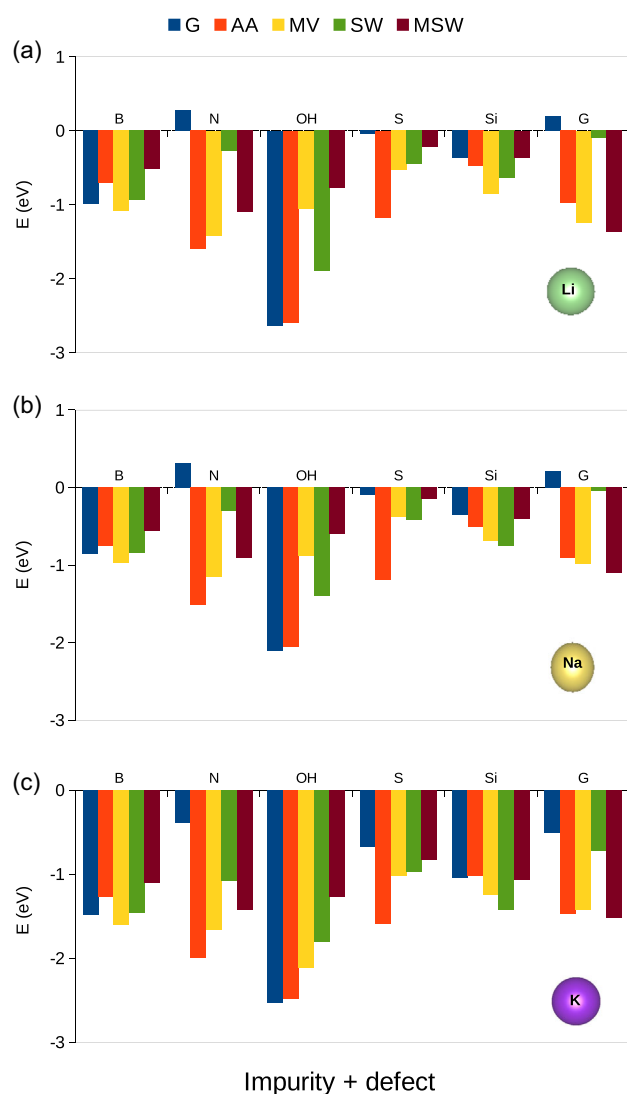 G AA MV SW MSW
(a)
1
B N OH S Si G
0
-1
E (eV)
-2
Li
-3
(b)
1
B N OH S Si G
0
-1
E (eV)
-2
Na
-3
(c)
B N OH S Si G
0
-1
E (eV)
-2
K
-3
Impurity + defect